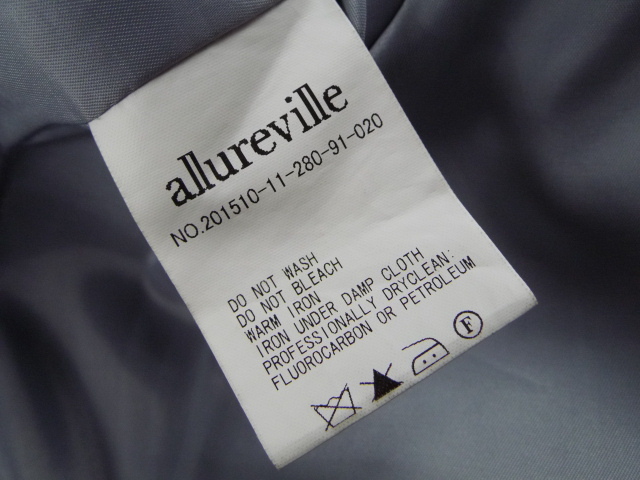 allureville
NO.201510-11-280-91-020
DO NOT WASH
DO NOT BLEACH
WARM IRON
IRON UNDER DAMP CLOTH
PROFESSIONALLY DRYCLEAN:
FLUOROCARBON OR PETROLEUM
F